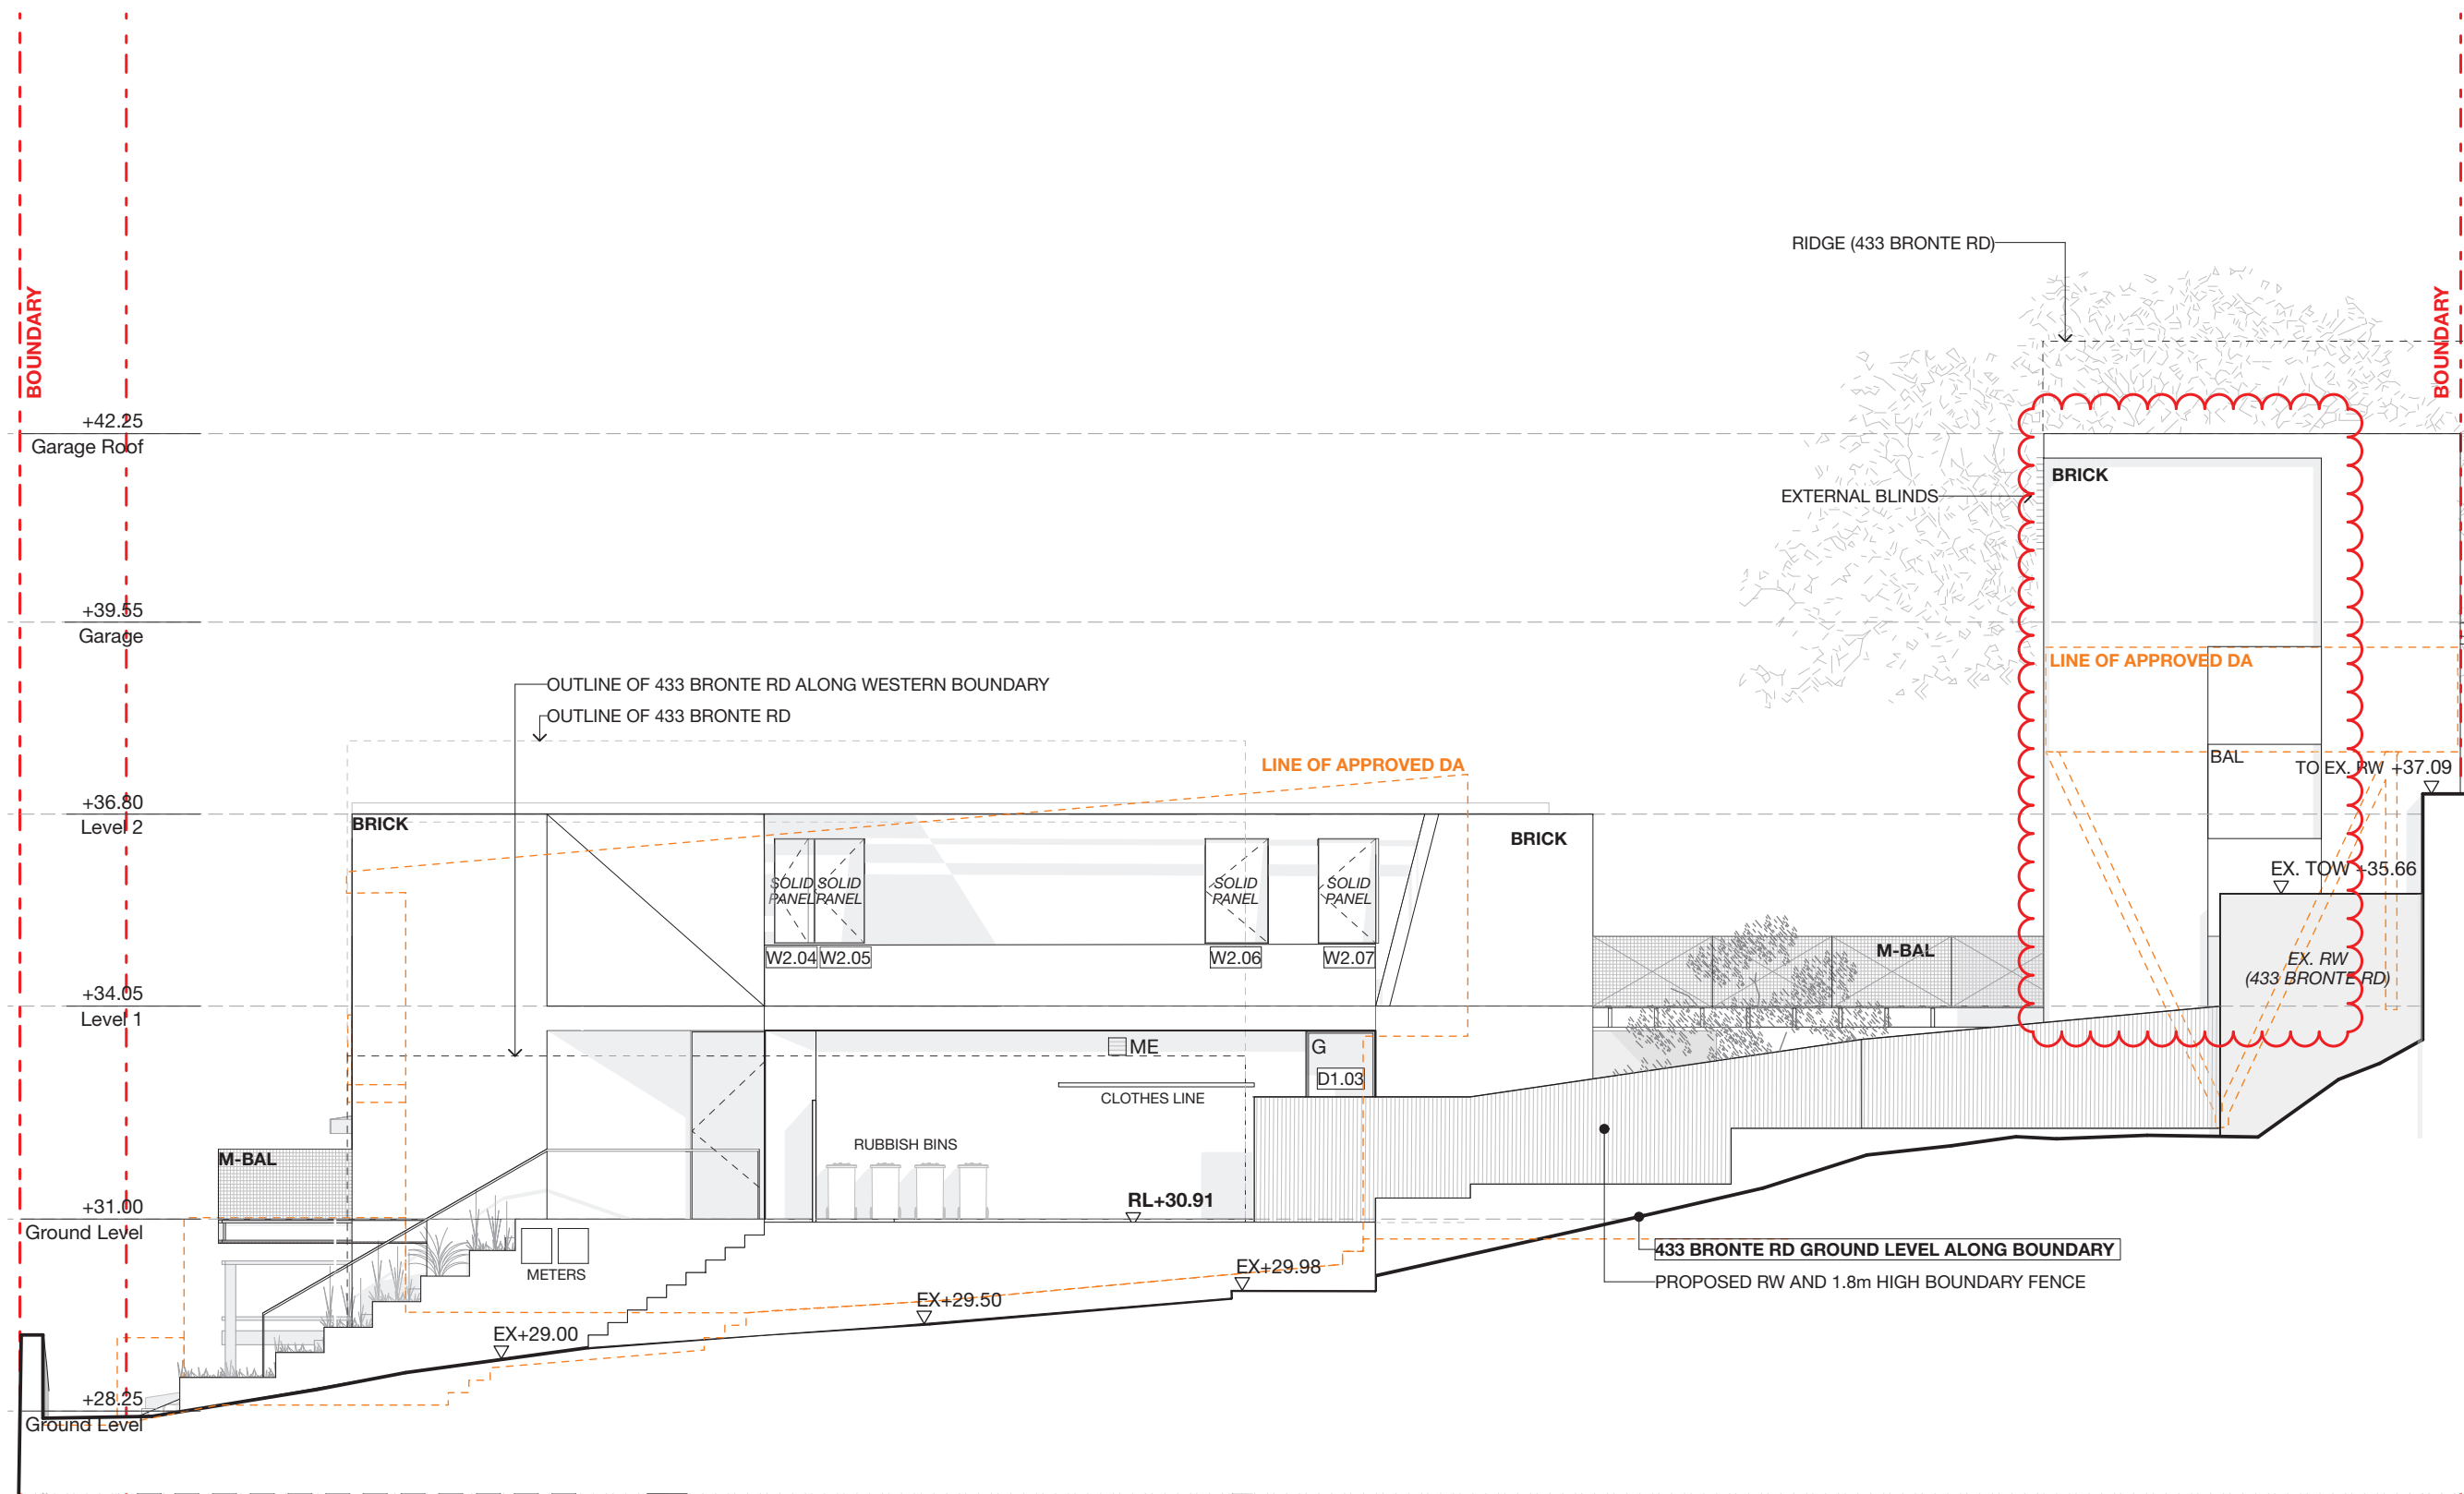 RIDGE (433 BRONTE RD)
BOUNDARY
BOUNDARY
+42.25
Garage Roof
BRICK
EXTERNAL BLINDS
+39.55
Garage
LINE OF APPROVED DA
OUTLINE OF 433 BRONTE RD ALONG WESTERN BOUNDARY
OUTLINE OF 433 BRONTE RD
LINE OF APPROVED DA
BAL
TO EX. RW +37.09
+36.80
Level 2
BRICK
BRICK
EX. TOW +35.66
SOLID
PANEL
SOLID
PANEL
SOLID
PANEL
SOLID
PANEL
W2.04
W2.05
W2.06
W2.07
M-BAL
EX. RW
(433 BRONTE RD)
+34.05
Level 1
ME
G
D1.03
CLOTHES LINE
RUBBISH BINS
M-BAL
RL+30.91
+31.00
Ground Level
METERS
433 BRONTE RD GROUND LEVEL ALONG BOUNDARY
EX+29.98
PROPOSED RW AND 1.8m HIGH BOUNDARY FENCE
EX+29.50
EX+29.00
+28.25
Ground Level